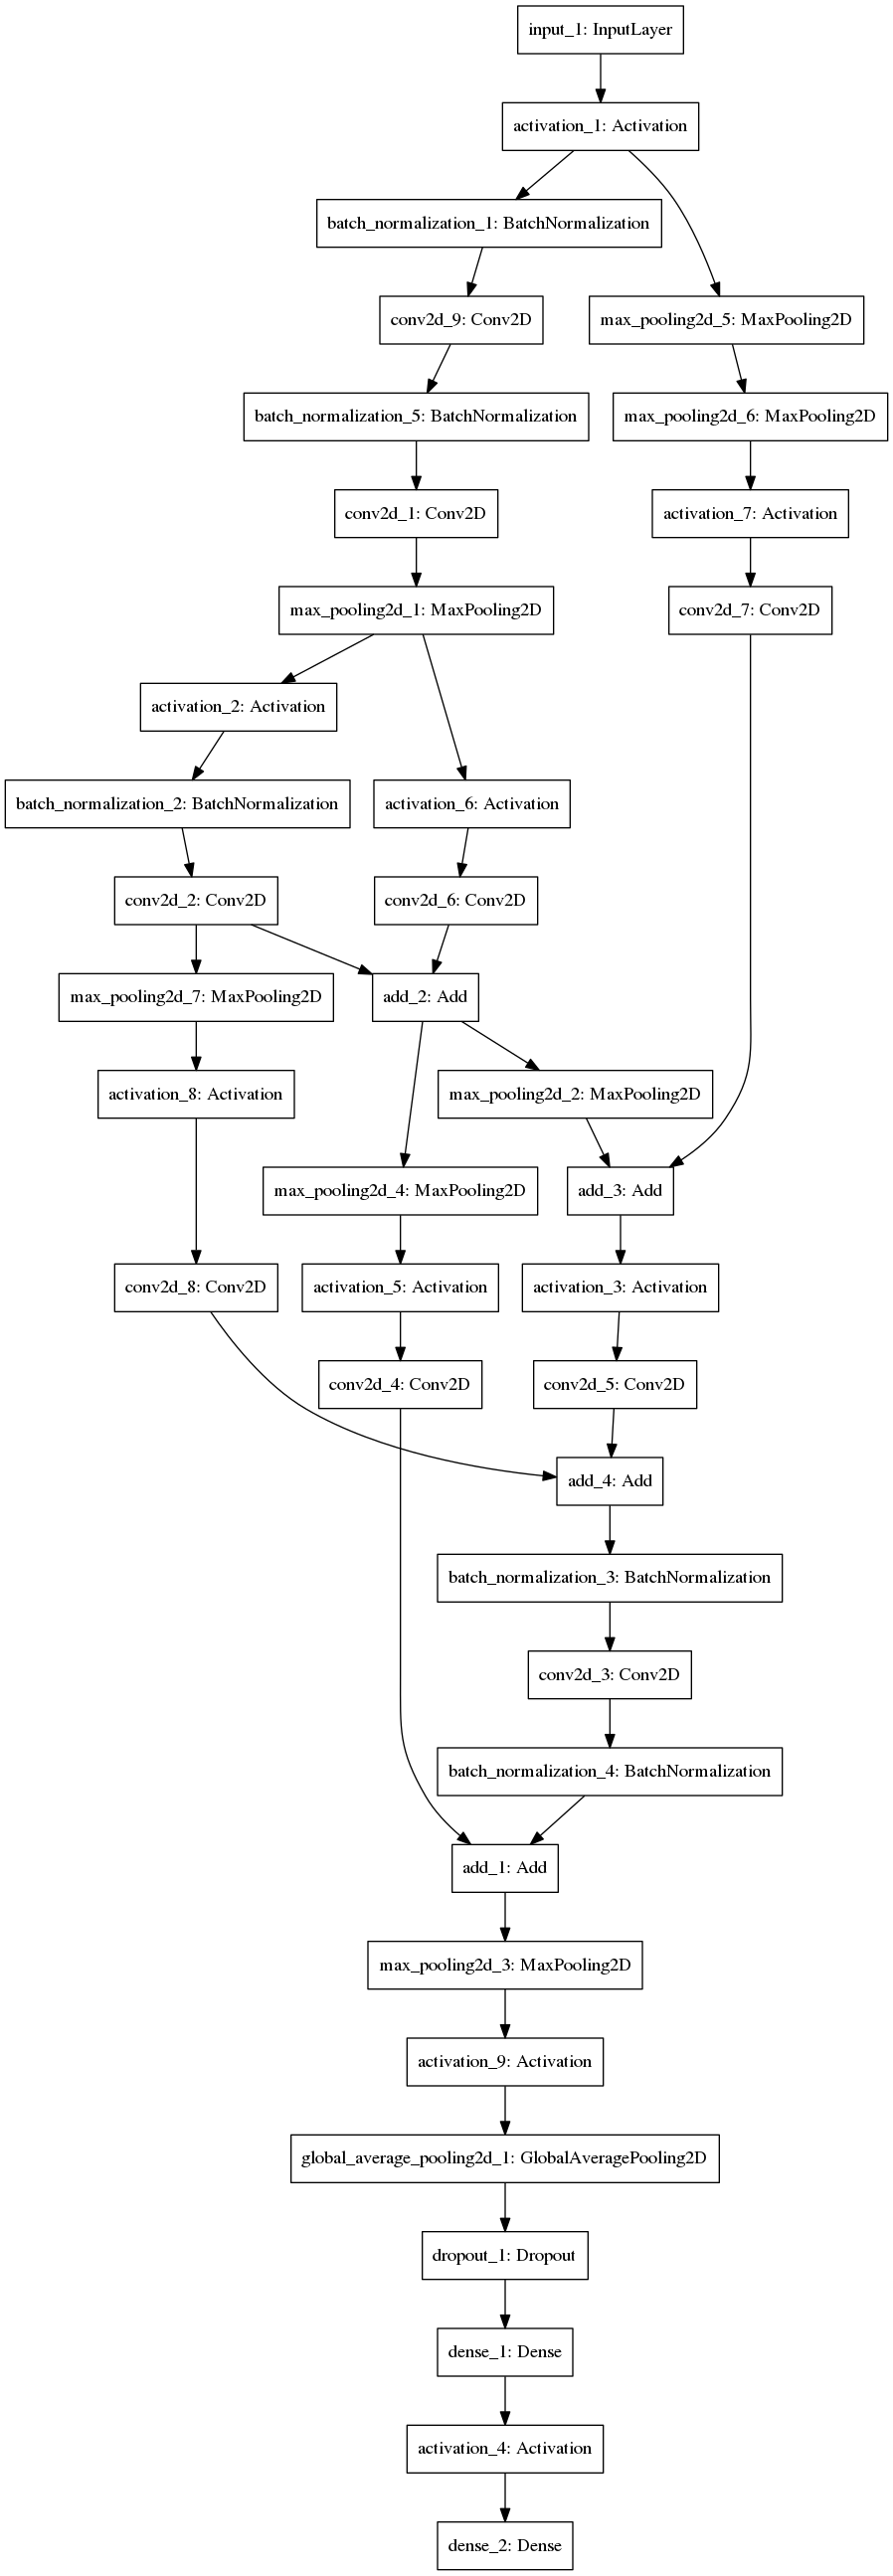 input_1: InputLayer
activation_1: Activation
batch_normalization_1: BatchNormalization
conv2d_9: Conv2D
max_pooling2d_5: MaxPooling2D
batch_normalization_5: BatchNormalization
max_pooling2d_6: MaxPooling2D
conv2d_1: Conv2D
activation_7: Activation
max_pooling2d_1: MaxPooling2D
conv2d_7: Conv2D
activation_2: Activation
batch_normalization_2: BatchNormalization
activation_6: Activation
conv2d_2: Conv2D
conv2d_6: Conv2D
max_pooling2d_7: MaxPooling2D
add_2: Add
activation_8: Activation
max_pooling2d_2: MaxPooling2D
max_pooling2d_4: MaxPooling2D
add_3: Add
conv2d_8: Conv2D
activation_5: Activation
activation_3: Activation
conv2d_4: Conv2D
conv2d_5: Conv2D
add_4: Add
batch_normalization_3: BatchNormalization
conv2d_3: Conv2D
batch_normalization_4: BatchNormalization
add_1: Add
max_pooling2d_3: MaxPooling2D
activation_9: Activation
global_average_pooling2d_1: GlobalAveragePooling2D
dropout_1: Dropout
dense_1: Dense
activation_4: Activation
dense_2: Dense